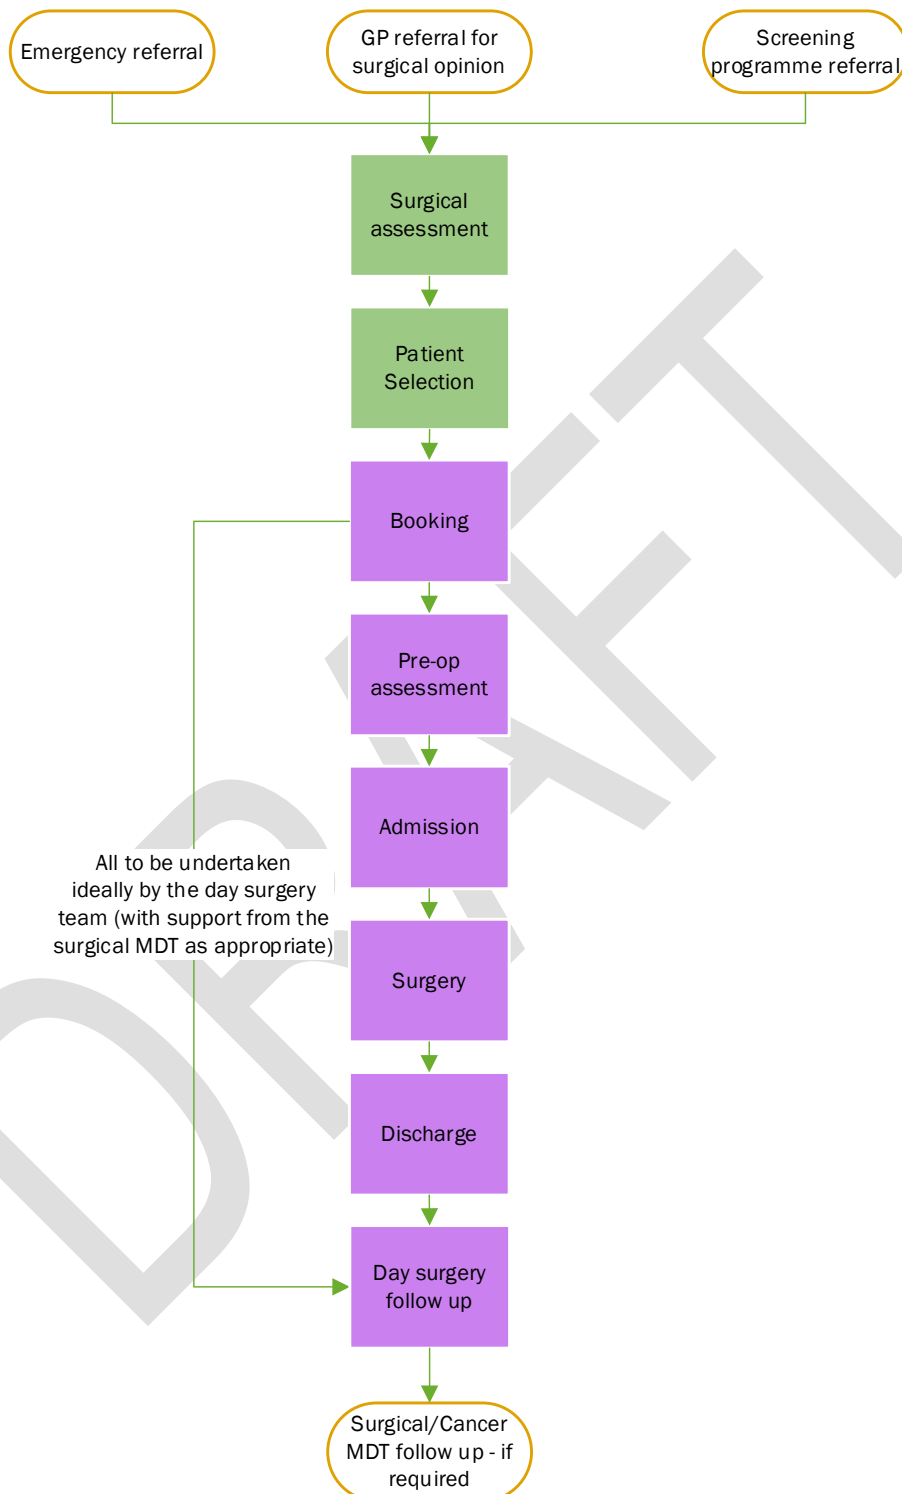 Emergency referral
GP referral for
surgical opinion
Screening
programme referral
Surgical
assessment
Patient
Selection
Booking
Pre-op
assessment
Admission
All to be undertaken
ideally by the day surgery
team (with support from the
surgical MDT as appropriate)
Surgery
Discharge
Day surgery
follow up
Surgical/Cancer
MDT follow up - if
required
DRAFT